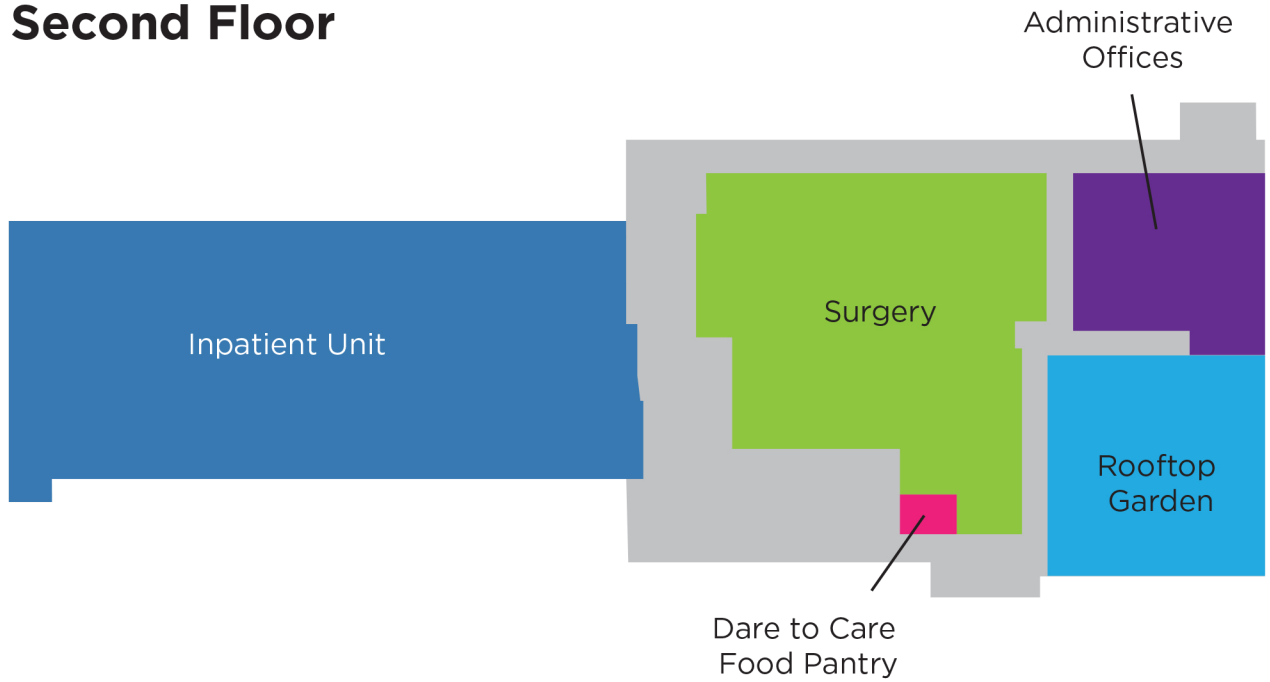 Second Floor
Administrative
Offices
Surgery
Inpatient Unit
Rooftop
Garden
Dare to Care
Food Pantry